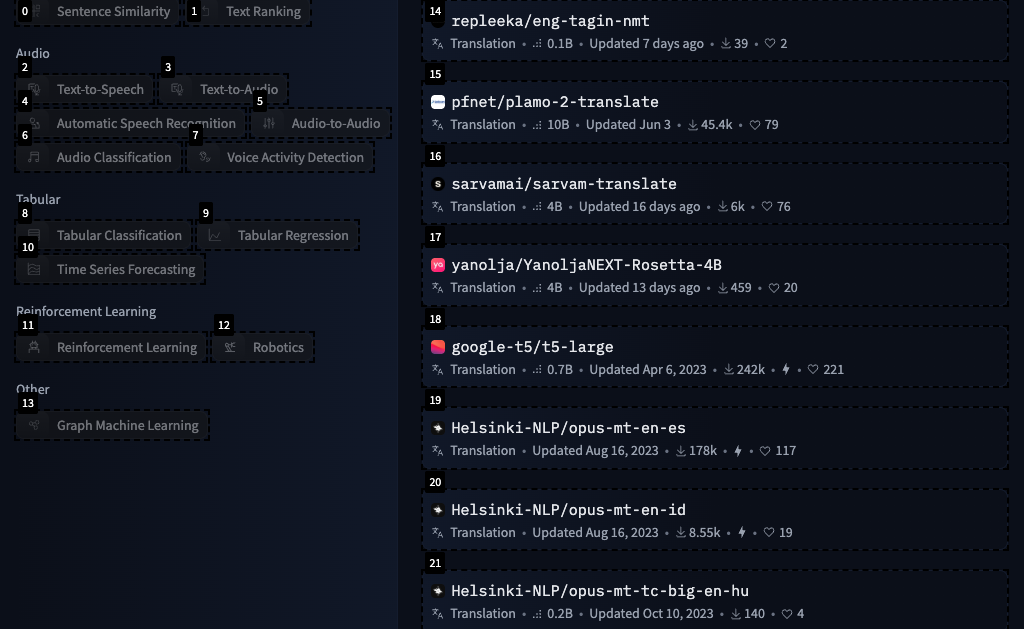 0 Sentence Similarity 1 Text Ranking
Audio
2 Text-to-Speech 3 Text-to-Audio
4 Automatic Speech Recognition 5 Audio-to-Audio
6 Audio Classification 7 Voice Activity Detection
Tabular
8 Tabular Classification 9 Tabular Regression
10 Time Series Forecasting
Reinforcement Learning
11 Reinforcement Learning 12 Robotics
Other
13 Graph Machine Learning
14
repleeka/eng-tagin-nmt
Translation • 0.1B • Updated 7 days ago • 39 • 2
15
pfnet/plamo-2-translate
Translation • 10B • Updated Jun 3 • 45.4k • 79
16
S sarvamai/sarvam-translate
Translation • 4B • Updated 16 days ago • 6k • 76
17
ya yanolja/YanoljaNEXT-Rosetta-4B
Translation • 4B • Updated 13 days ago • 459 • 20
18
google-t5/t5-large
Translation • 0.7B • Updated Apr 6, 2023 • 242k • 221
19
Helsinki-NLP/opus-mt-en-es
Translation • Updated Aug 16, 2023 • 178k • 117
20
Helsinki-NLP/opus-mt-en-id
Translation • Updated Aug 16, 2023 • 8.55k • 19
21
Helsinki-NLP/opus-mt-tc-big-en-hu
Translation • 0.2B • Updated Oct 10, 2023 • 140 • 4